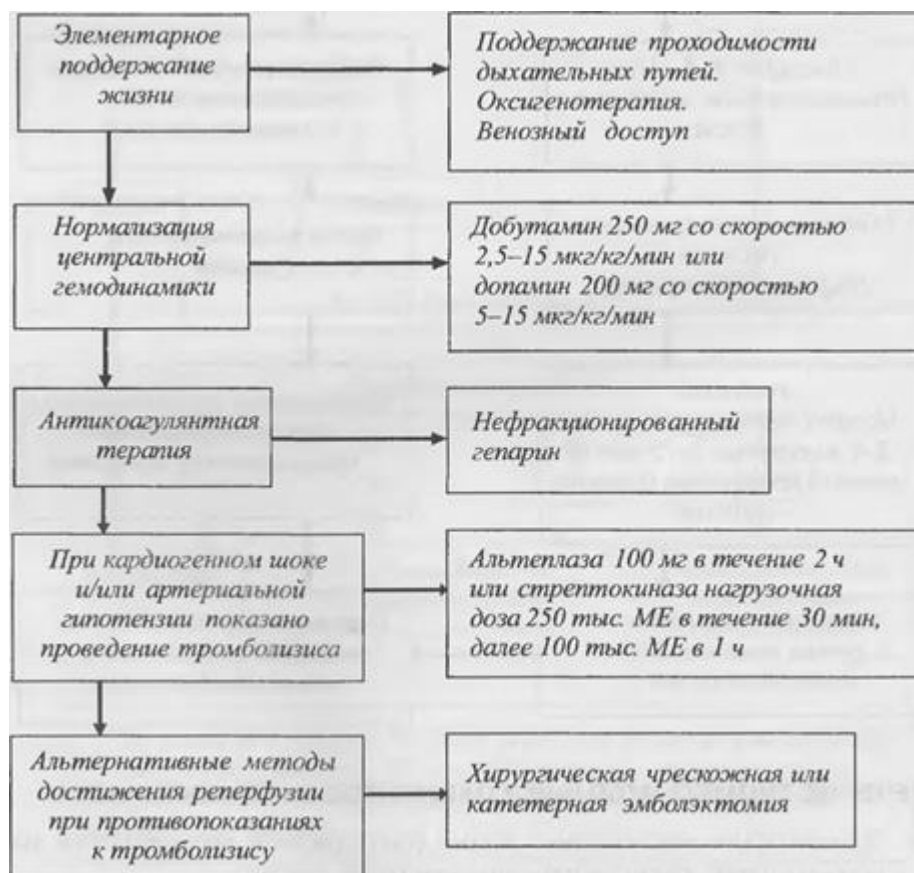 Элементарное
поддержание
жизни
Поддержание проходимости
дыхательных путей.
Оксигенотерапия.
Венозный доступ
Нормализация
центральной
гемодинамики
Добутамин 250 мг со скоростью
2,5–15 мкг/кг/мин или
допамин 200 мг со скоростью
5–15 мкг/кг/мин
Антикоагулянтная
терапия
Нефракционированный
гепарин
При кардиогенном шоке
и/или артериальной
гипотензии показано
проведение тромболизиса
Альтеплаза 100 мг в течение 2 ч
или стрептокиназа нагрузочная
доза 250 тыс. МЕ в течение 30 мин,
далее 100 тыс. МЕ в 1 ч
Альтернативные методы
достижения реперфузии
при противопоказаниях
к тромболизису
Хирургическая чрескожная или
катетерная эмболэктомия